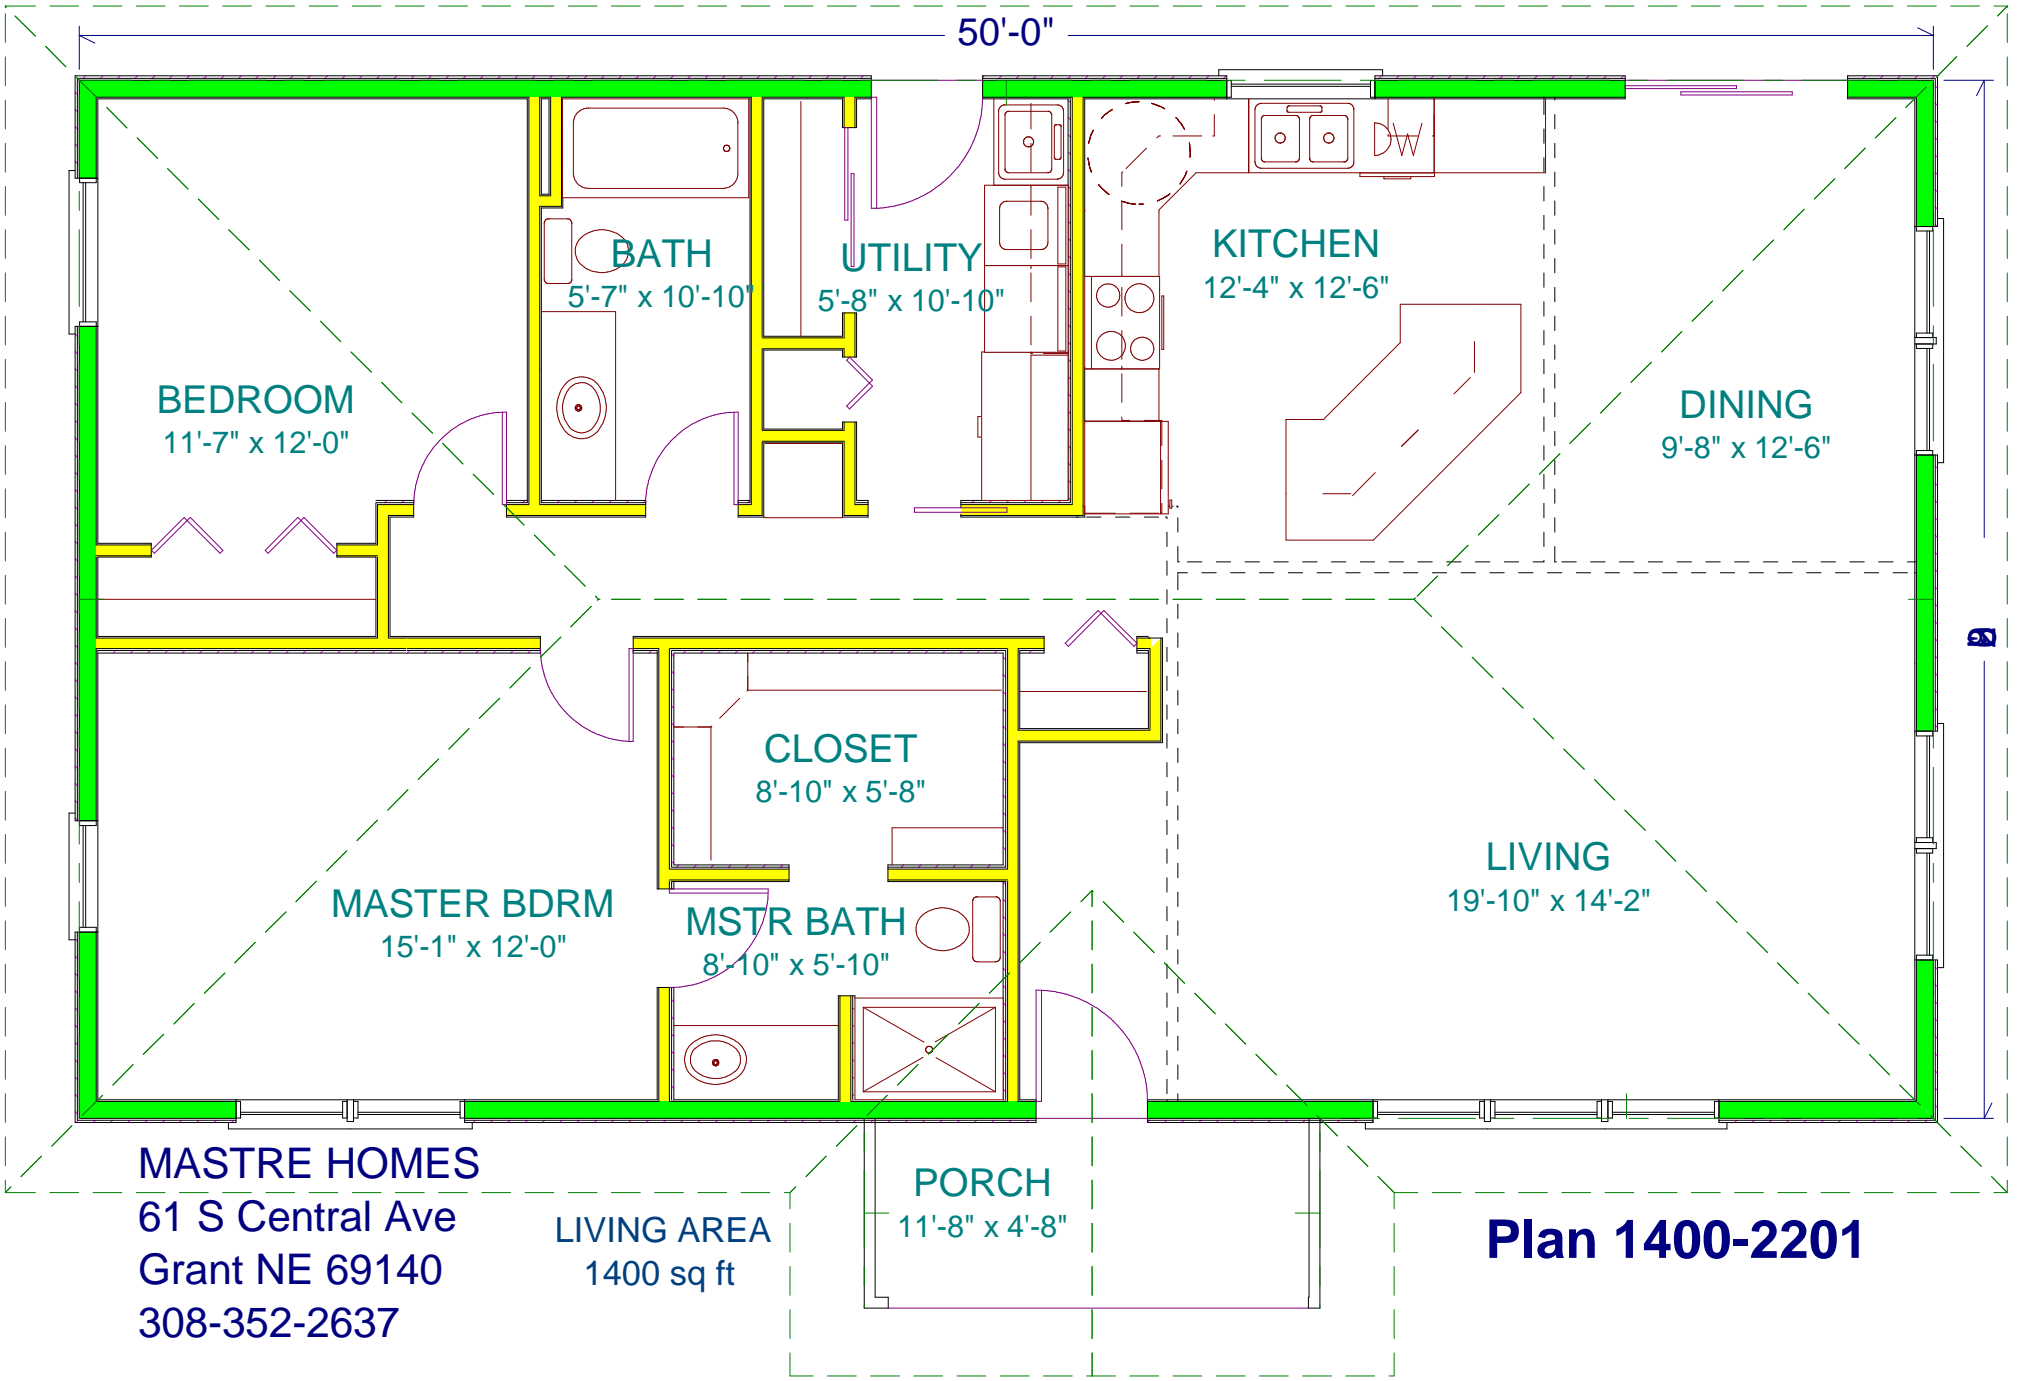 50'-0"
BEDROOM
11'-7" x 12'-0"
BATH
5'-7" x 10'-10"
UTILITY
5'-8" x 10'-10"
KITCHEN
12'-4" x 12'-6"
DW
DINING
9'-8" x 12'-6"
CLOSET
8'-10" x 5'-8"
MASTER BDRM
15'-1" x 12'-0"
MSTR BATH
8'-10" x 5'-10"
LIVING
19'-10" x 14'-2"
PORCH
11'-8" x 4'-8"
MASTRE HOMES
61 S Central Ave
Grant NE 69140
308-352-2637
LIVING AREA
1400 sq ft
Plan 1400-2201